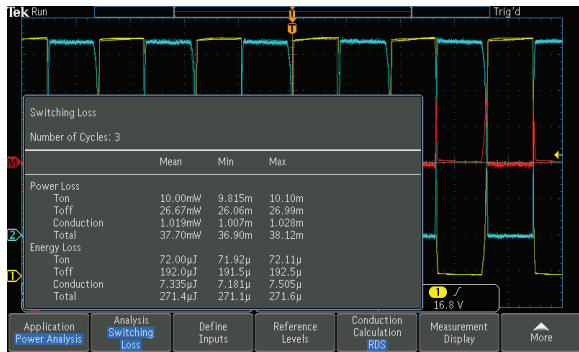 Tek Run Trig'd
T
M
Switching Loss
Number of Cycles: 3
Mean Min Max
Power Loss
Ton 10.00mW 9.815m 10.10m
Toff 26.67mW 26.06m 26.99m
Conduction 1.019mW 1.007m 1.028m
Total 37.70mW 36.90m 38.12m
2
Energy Loss
Ton 72.00µJ 71.92µ 72.11µ
Toff 192.0µJ 191.5µ 192.5µ
1
Conduction 7.335µJ 7.181µ 7.505µ
Total 271.4µJ 271.1µ 271.6µ
1
16.8 V
Application
Power Analysis
Analysis
Switching
Loss
Define
Inputs
Reference
Levels
Conduction
Calculation
RDS
Measurement
Display
More